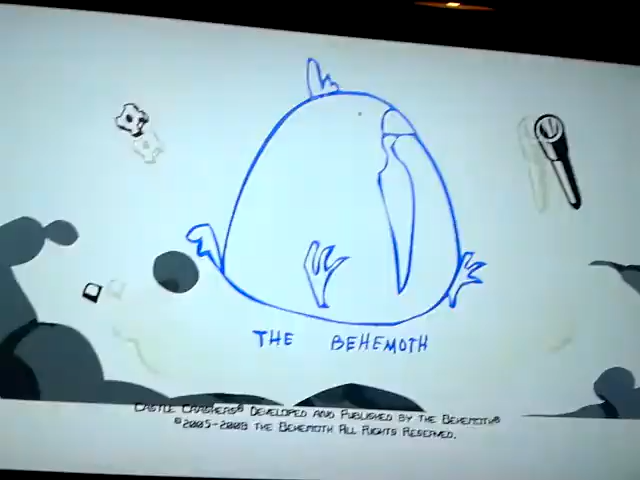 THE BEHEMOTH
CASTLE CRASHERS® DEVELOPED AND PUBLISHED BY THE BEHEMOTH®
©2005-2008 THE BEHEMOTH ALL RIGHTS RESERVED.